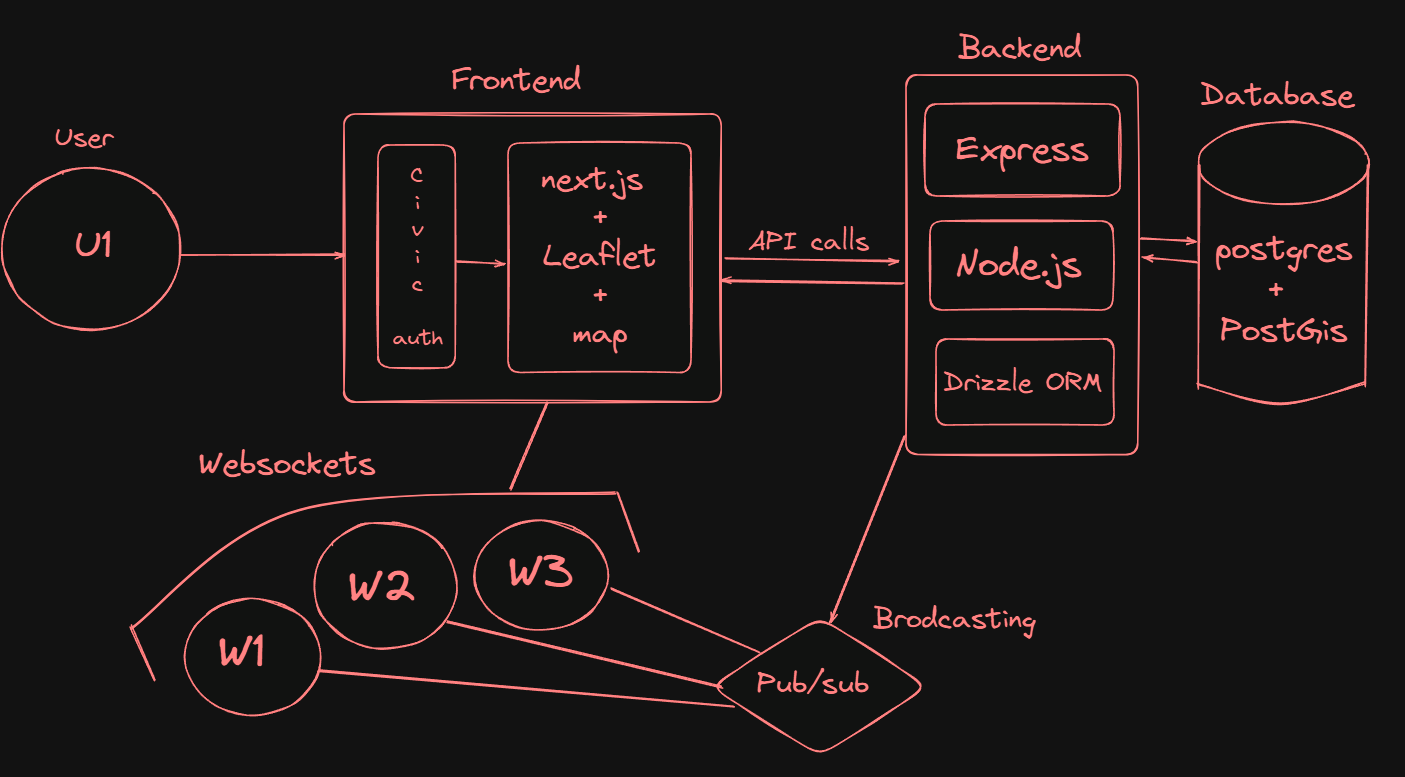 User
U1
Frontend
c
i
v
i
c
auth
next.js
+
Leaflet
+
map
API calls
Backend
Express
Node.js
Drizzle ORM
Database
postgres
+
PostGis
Websockets
W1
W2
W3
Brodcasting
Pub/sub